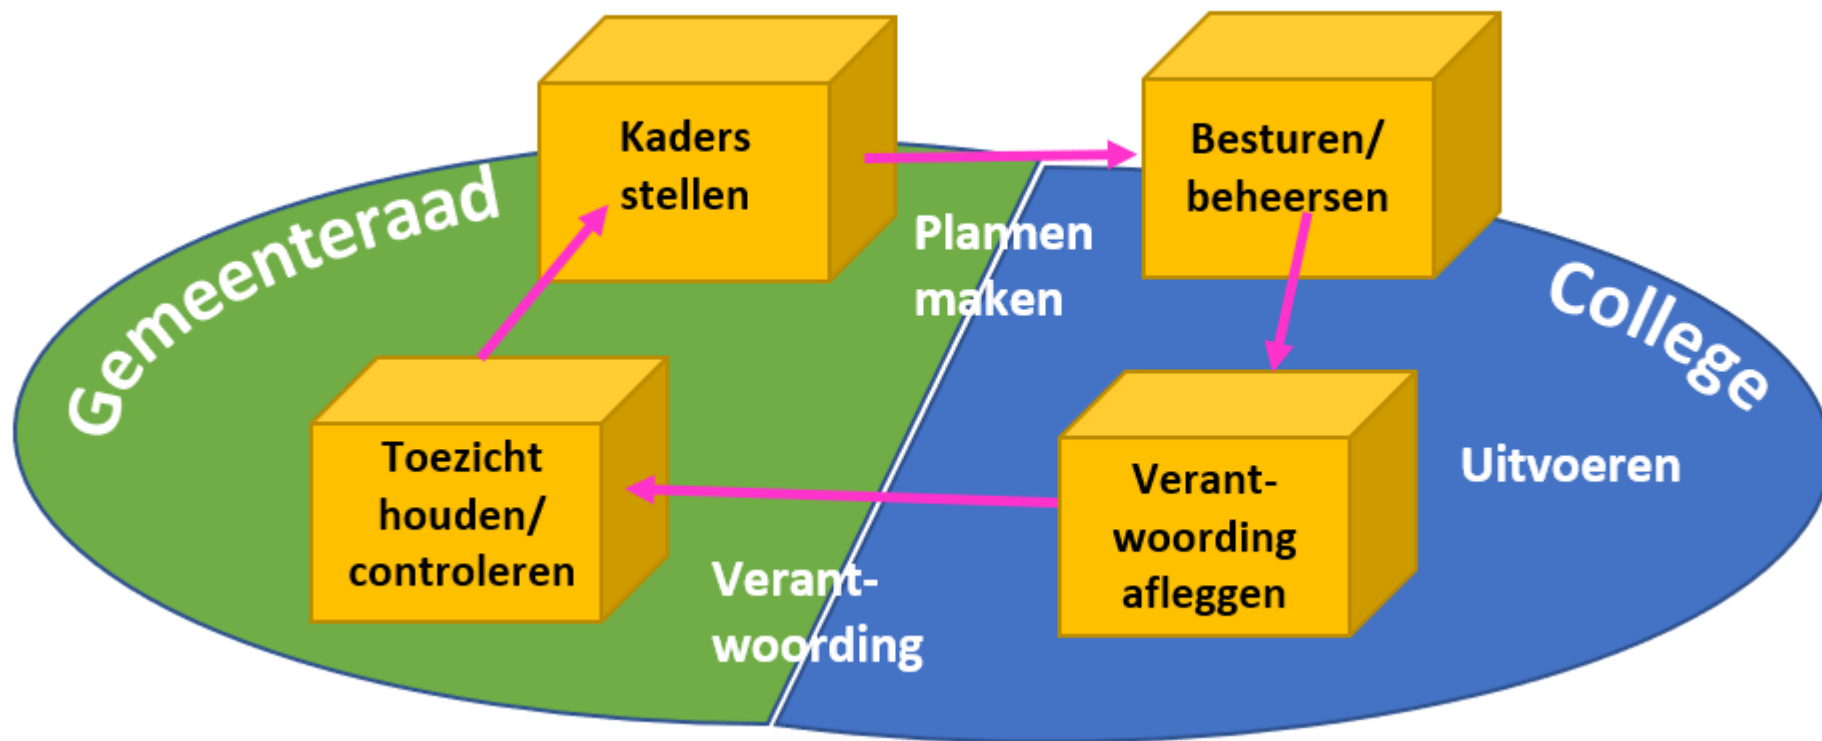 Gemeenteraad
Kaders
stellen
Besturen/
beheersen
Plannen
maken
College
Toezicht
houden/
controleren
Verant-
woording
Verant-
woording
afleggen
Uitvoeren